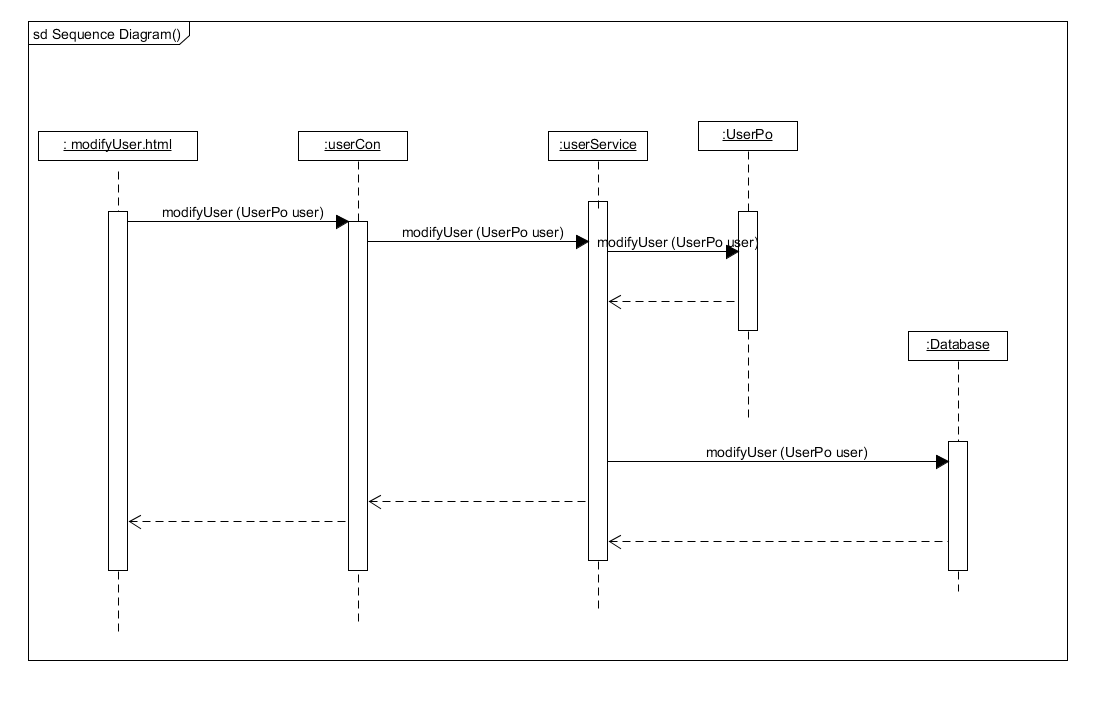 sd Sequence Diagram()
: modifyUser.html
:userCon
:userService
:UserPo
modifyUser (UserPo user)
modifyUser (UserPo user)
modifyUser (UserPo user)
:Database
modifyUser (UserPo user)